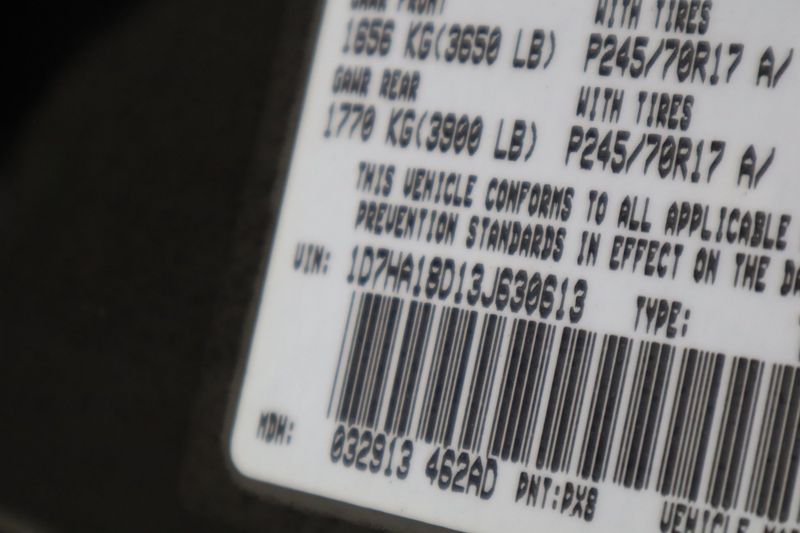 GAWR FRONT WITH TIRES
1656 KG(3650 LB) P245/70R17 A/
GAWR REAR WITH TIRES
1770 KG(3900 LB) P245/70R17 A/
THIS VEHICLE CONFORMS TO ALL APPLICABLE
PREVENTION STANDARDS IN EFFECT ON THE DA
VIN: 1D7HA18D13J630613 TYPE:
MDH: 032913 462AD PNT:PX8
VEHICLE